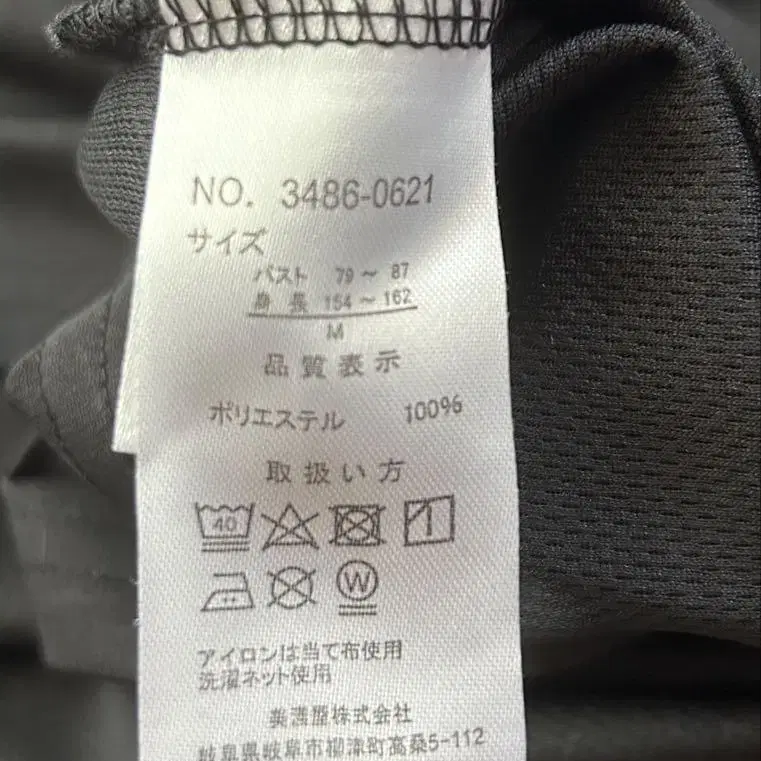 NO. 3486-0621
サイズ
バスト 79〜87
身長 154〜162
M
品質表示
ポリエステル 100%
取扱い方
40
W
アイロンは当て布使用
洗濯ネット使用
美濃屋株式会社
岐阜県岐阜市柳津町高桑5-112